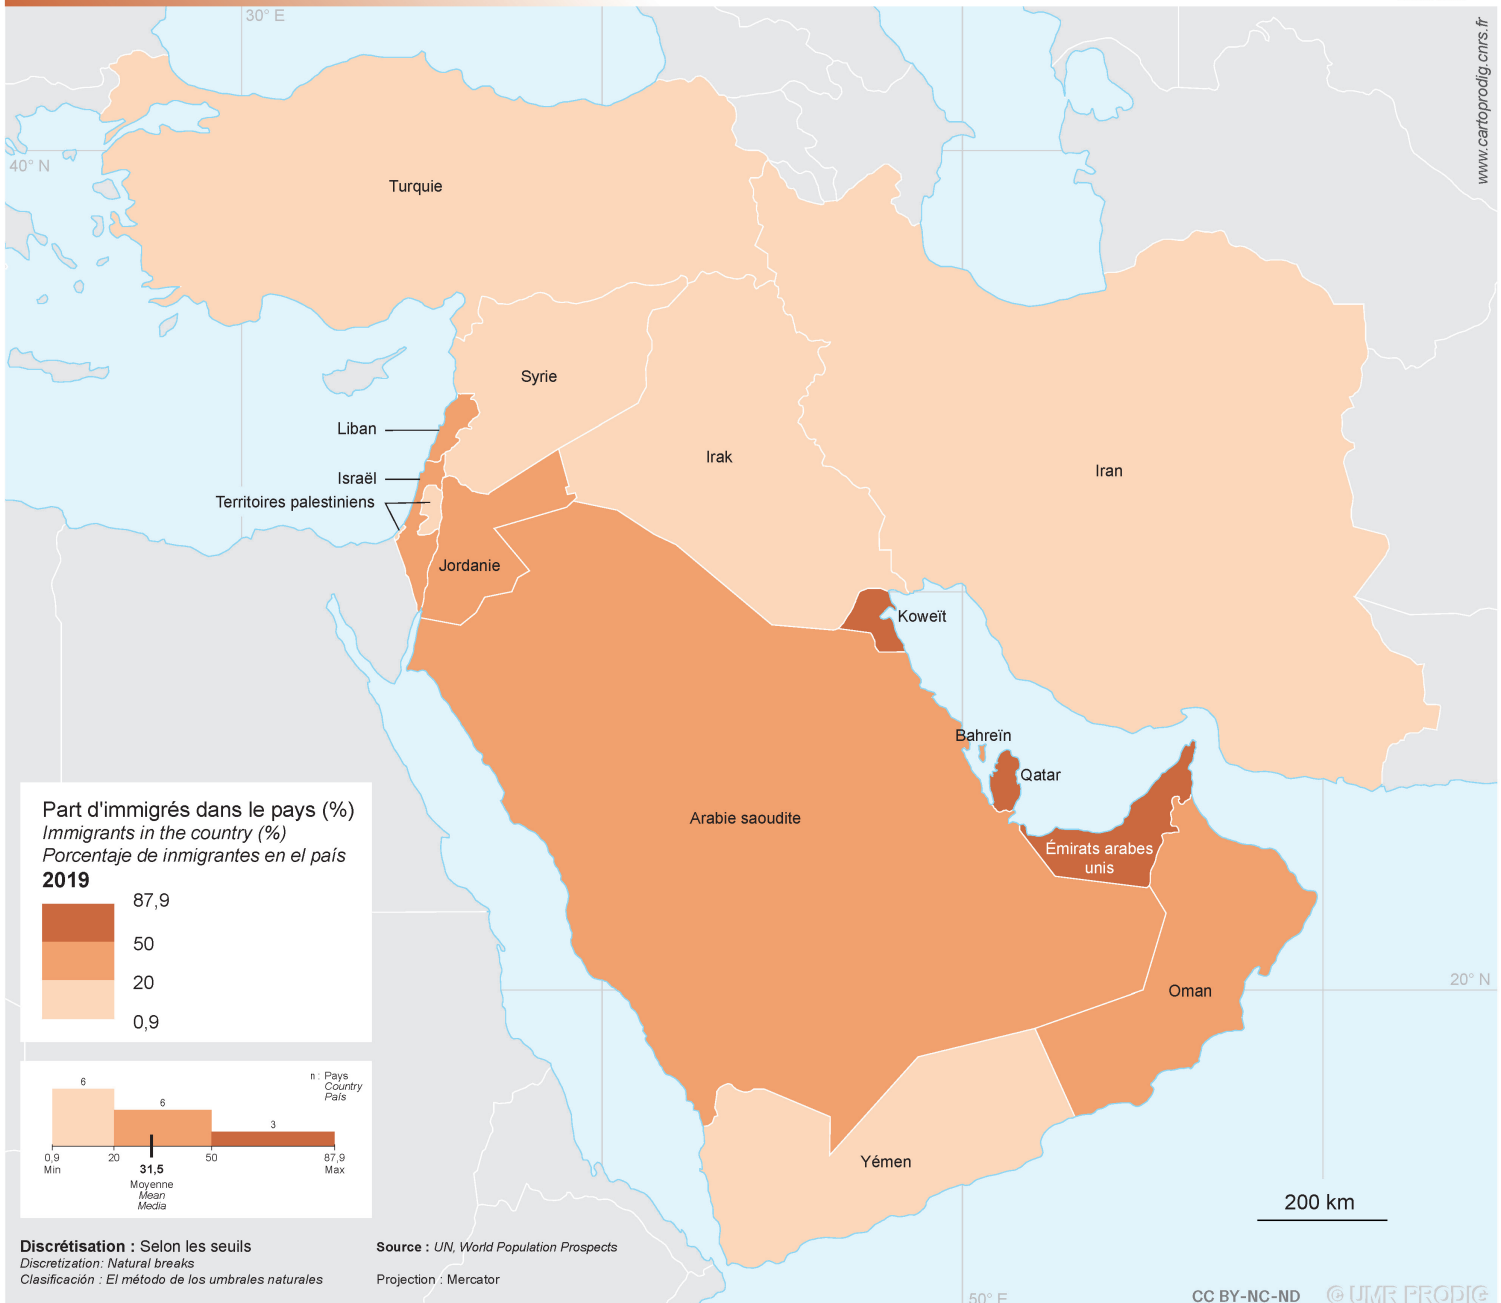 30° E
www.cartoprodig.cnrs.fr
40° N
Turquie
Syrie
Liban
Irak
Iran
Israël
Territoires palestiniens
Jordanie
Koweït
Bahreïn
Qatar
Arabie saoudite
Émirats arabes
unis
Oman
20° N
Yémen
Part d'immigrés dans le pays (%)
Immigrants in the country (%)
Porcentaje de inmigrantes en el país
2019
87,9
50
20
0,9
n : Pays
Country
País
6
6
3
0,9
Min
20
50
87,9
Max
31,5
Moyenne
Mean
Media
200 km
Discrétisation : Selon les seuils
Discretization: Natural breaks
Clasificación : El método de los umbrales naturales
Source : UN, World Population Prospects
Projection : Mercator
50° E
CC BY-NC-ND
© UMR PRODIG